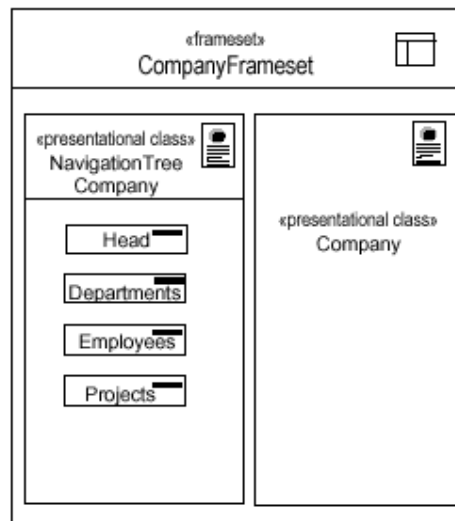 «frameset»
CompanyFrameset
«presentational class»
NavigationTree
Company
Head
Departments
Employees
Projects
«presentational class»
Company